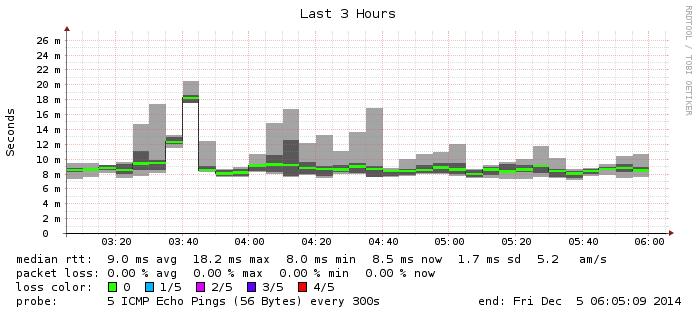 Last 3 Hours
RRDTOOL / TOBI OETIKER
Seconds
26 m
24 m
22 m
20 m
18 m
16 m
14 m
12 m
10 m
8 m
6 m
4 m
2 m
0
03:20 03:40 04:00 04:20 04:40 05:00 05:20 05:40 06:00
median rtt: 9.0 ms avg 18.2 ms max 8.0 ms min 8.5 ms now 1.7 ms sd 5.2 am/s
packet loss: 0.00 % avg 0.00 % max 0.00 % min 0.00 % now
loss color: 0 1/5 2/5 3/5 4/5
probe: 5 ICMP Echo Pings (56 Bytes) every 300s end: Fri Dec 5 06:05:09 2014